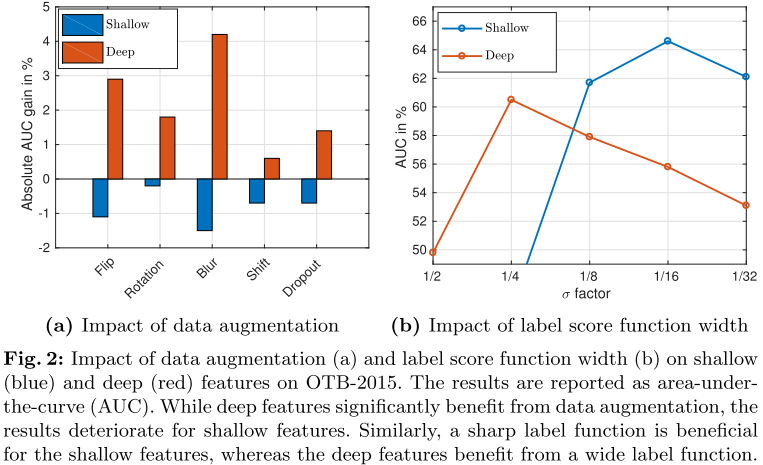 5
4
3
2
1
0
-1
-2
Absolute AUC gain in %
Shallow
Deep
Flip
Rotation
Blur
Shift
Dropout
(a) Impact of data augmentation
66
64
62
60
58
56
54
52
50
AUC in %
Shallow
Deep
1/2 1/4 1/8 1/16 1/32
σ factor
(b) Impact of label score function width
Fig. 2: Impact of data augmentation (a) and label score function width (b) on shallow
(blue) and deep (red) features on OTB-2015. The results are reported as area-under-
the-curve (AUC). While deep features significantly benefit from data augmentation, the
results deteriorate for shallow features. Similarly, a sharp label function is beneficial
for the shallow features, whereas the deep features benefit from a wide label function.